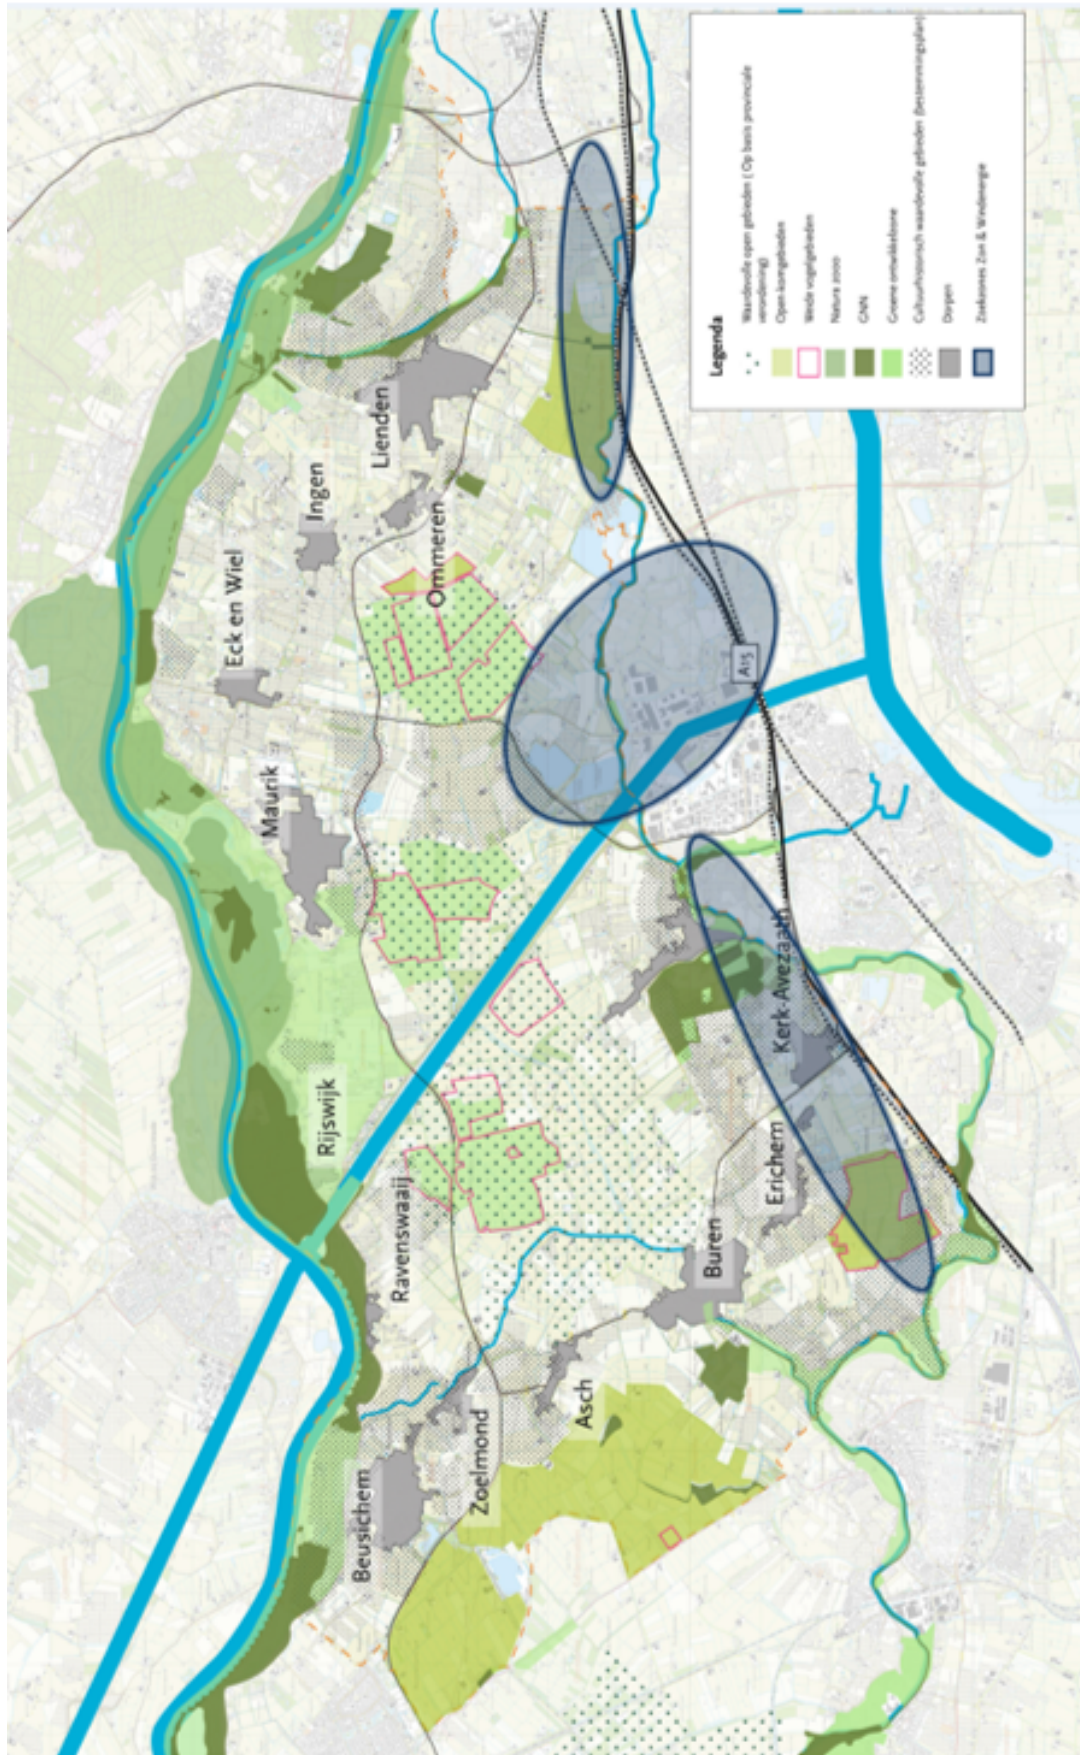 Lienden
Ingen
Ommeren
Eck en Wiel
Maurik
Rijswijk
Ravenswaaij
Beusichem
Zoelmond
Asch
Buren
Erichem
Kerk-Avezaath
A15
Legenda
Waardevolle open gebieden ( Op basis provinciale
verordening)
Open komgebieden
Weide vogelgebieden
Natura 2000
GNN
Groene ontwikkelzone
Cultuurhistorisch waardevolle gebieden (bestemmingsplan)
Dorpen
Zoekzones Zon & Windenergie